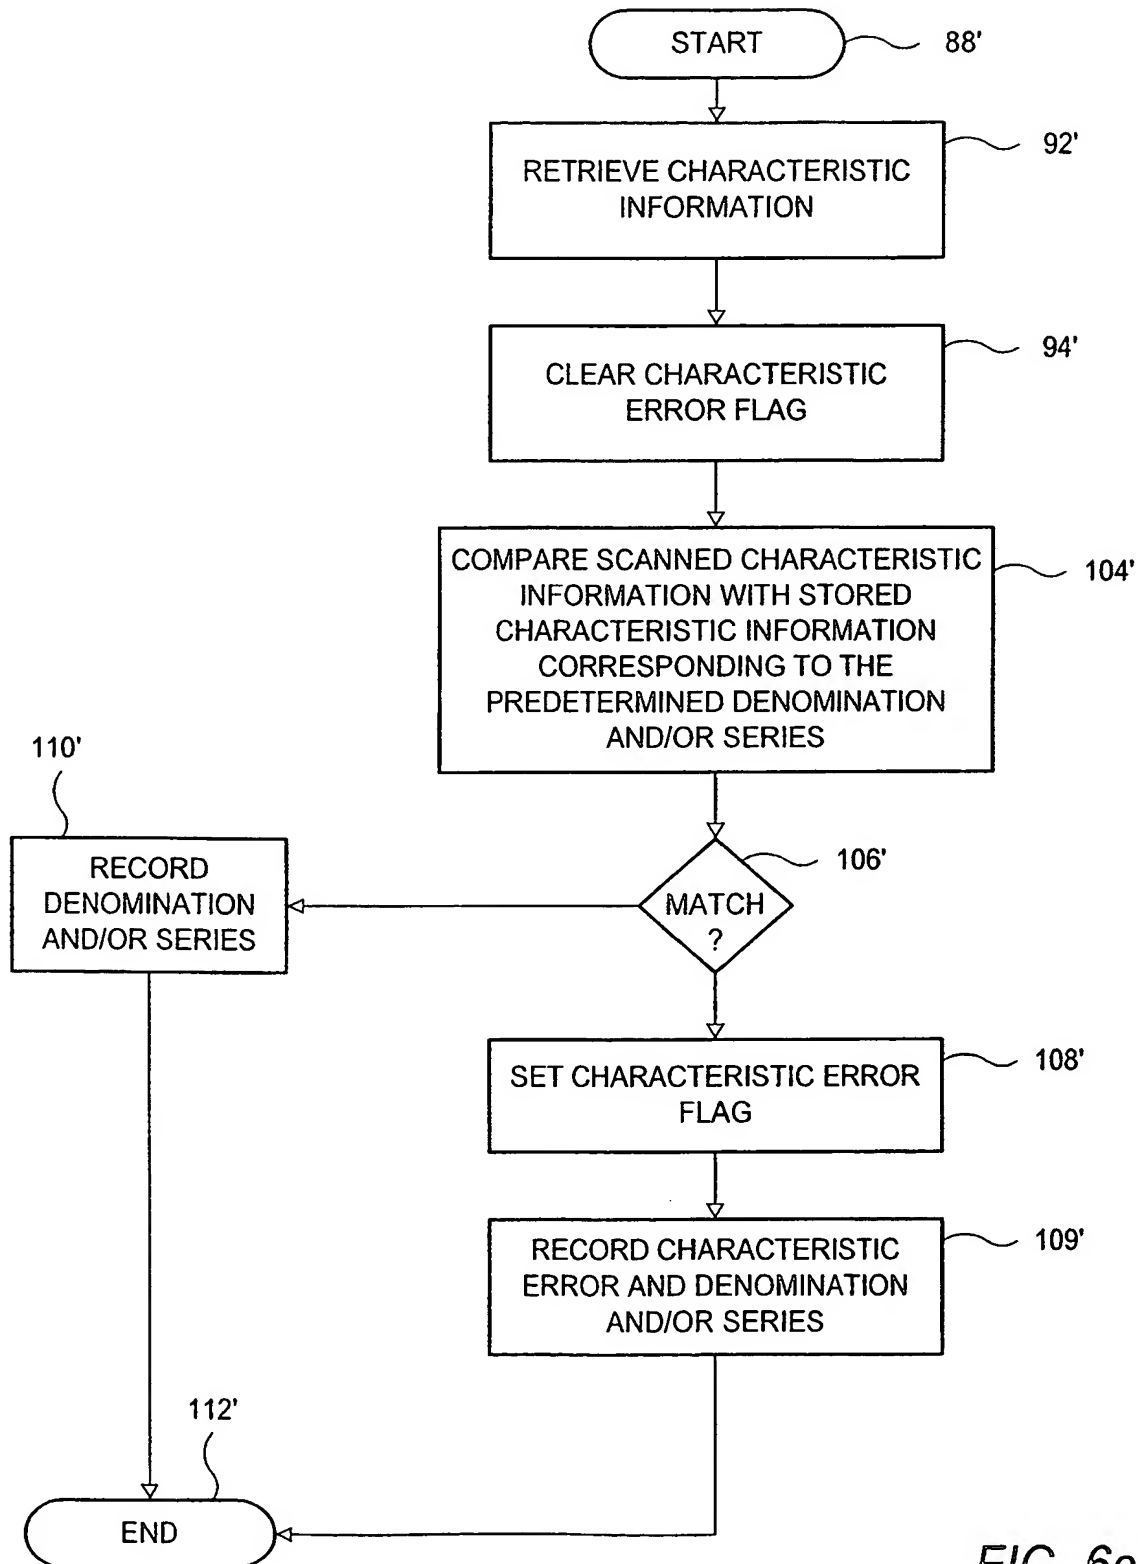 START
88'
RETRIEVE CHARACTERISTIC
INFORMATION
92'
CLEAR CHARACTERISTIC
ERROR FLAG
94'
COMPARE SCANNED CHARACTERISTIC
INFORMATION WITH STORED
CHARACTERISTIC INFORMATION
CORRESPONDING TO THE
PREDETERMINED DENOMINATION
AND/OR SERIES
104'
110'
RECORD
DENOMINATION
AND/OR SERIES
MATCH
?
106'
SET CHARACTERISTIC ERROR
FLAG
108'
RECORD CHARACTERISTIC
ERROR AND DENOMINATION
AND/OR SERIES
109'
112'
END
FIG.